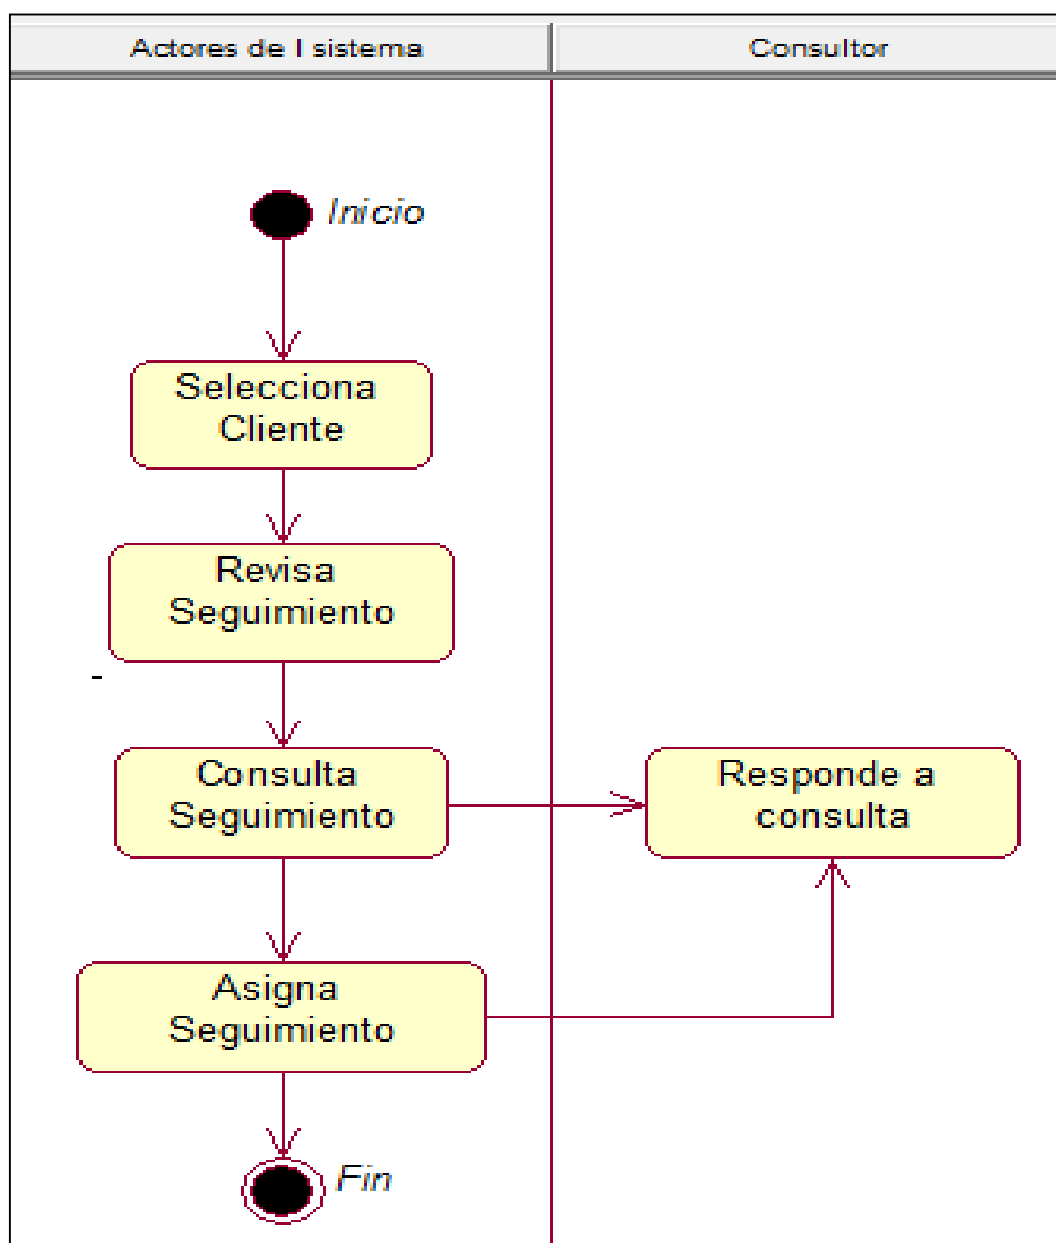 Actores de l sistema
Consultor
Inicio
Selecciona
Cliente
Revisa
Seguimiento
-
Consulta
Seguimiento
Responde a
consulta
Asigna
Seguimiento
Fin